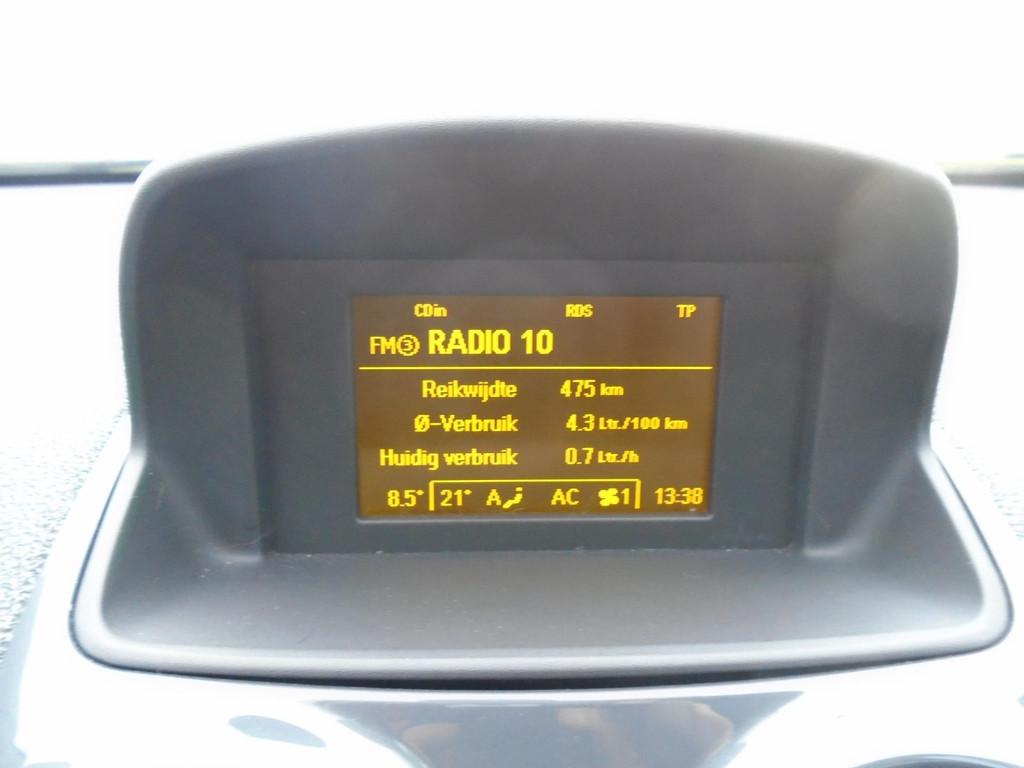 CDin RDS TP
FM③ RADIO 10
Reikwijdte 475 km
Ø-Verbruik 4.3 Ltr./100 km
Huidig verbruik 0.7 Ltr./h
8.5° 21° A AC 1 13:38